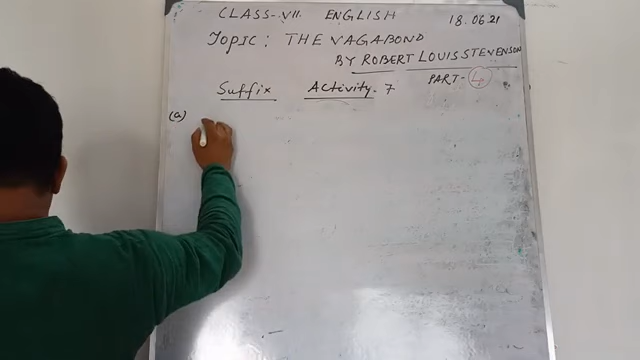 CLASS-VII ENGLISH 18.06.21
TOPIC: THE VAGABOND
BY ROBERT LOUIS STEVENSON
Suffix Activity-7 PART-4
(a)